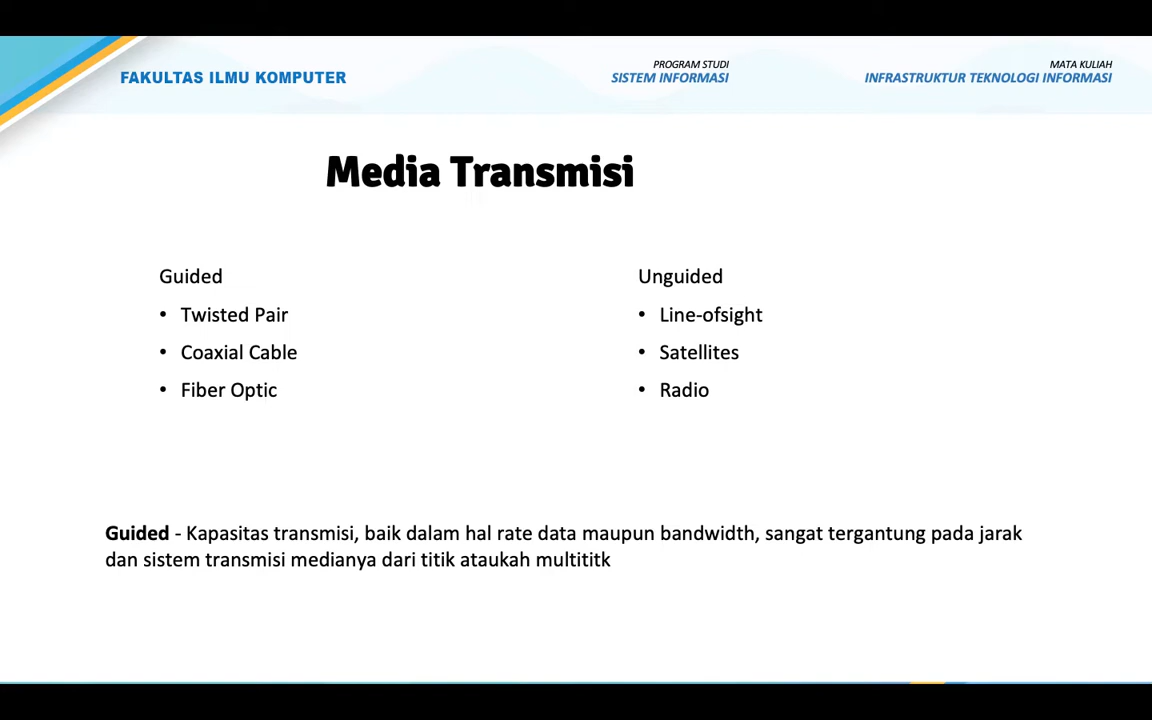 FAKULTAS ILMU KOMPUTER
PROGRAM STUDI
SISTEM INFORMASI
MATA KULIAH
INFRASTRUKTUR TEKNOLOGI INFORMASI
Media Transmisi
Guided
• Twisted Pair
• Coaxial Cable
• Fiber Optic
Unguided
• Line-ofsight
• Satellites
• Radio
Guided - Kapasitas transmisi, baik dalam hal rate data maupun bandwidth, sangat tergantung pada jarak
dan sistem transmisi medianya dari titik ataukah multititk